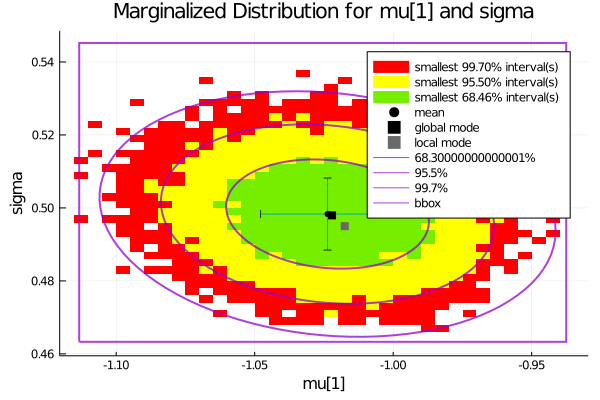 Marginalized Distribution for mu[1] and sigma
smallest 99.70% interval(s)
smallest 95.50% interval(s)
smallest 68.46% interval(s)
mean
global mode
local mode
68.30000000000001%
95.5%
99.7%
bbox
sigma
0.54
0.52
0.50
0.48
0.46
-1.10
-1.05
-1.00
-0.95
mu[1]